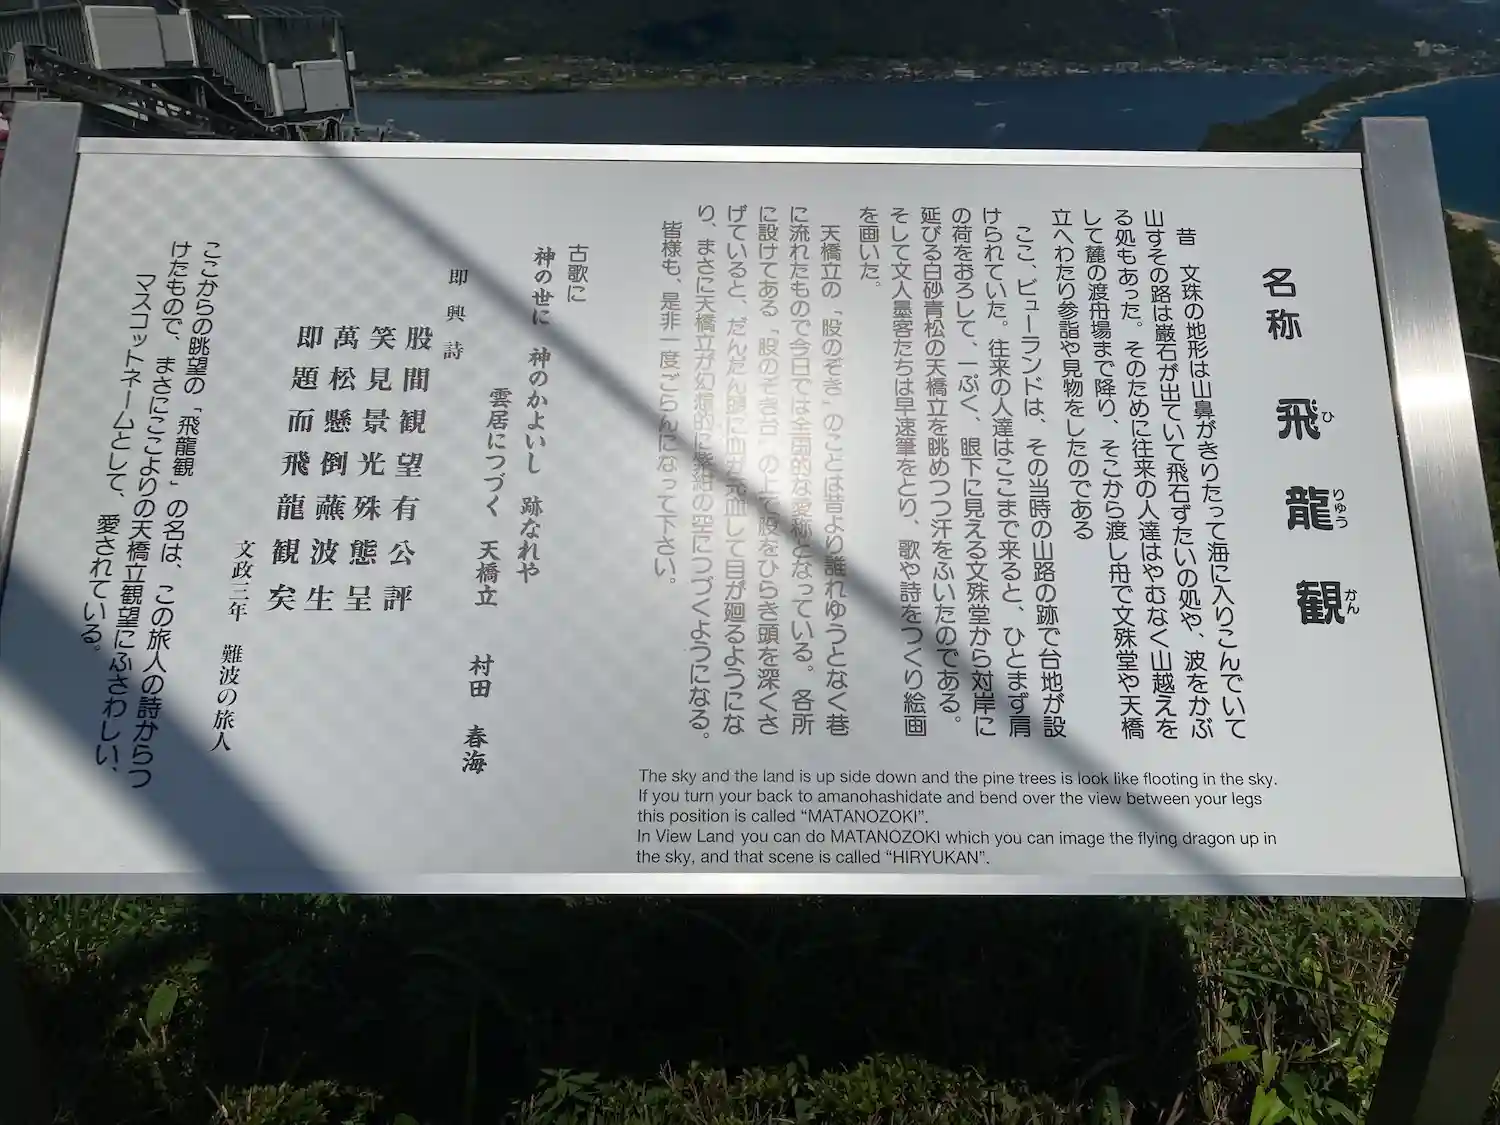 名称 飛龍観
ひ りゅう かん
昔 文珠の地形は山鼻がきりたって海に入りこんでいて
山すその路は巌石が出ていて飛石ずたいの処や、波をかぶ
る処もあった。そのために往来の人達はやむなく山越えを
して麓の渡舟場まで降り、そこから渡し舟で文殊堂や天橋
立へわたり参詣や見物をしたのである
ここ、ビューランドは、その当時の山路の跡で台地が設
けられていた。往来の人達はここまで来ると、ひとまず肩
の荷をおろして、一ぷく、眼下に見える文殊堂から対岸に
延びる白砂青松の天橋立を眺めつつ汗をふいたのである。
そして文人墨客たちは早速筆をとり、歌や詩をつくり絵画
を画いた。
天橋立の「股のぞき」のことは昔より誰れゆうとなく巷
に流れたもので今日では全国的な愛称となっている。各所
に設けてある「股のぞき台」の上で股をひらき頭を深くさ
げていると、だんだん頭に血が充血して目が廻るようにな
り、まさに天橋立が幻想的に紫紺の空につづくようになる。
皆様も、是非一度ごらんになって下さい。
古歌に
神の世に 神のかよいし 跡なれや
雲居につづく 天橋立 村田 春海
即興詩
股間観望有公評
笑見景光殊態呈
萬松懸倒蘸波生
即題而飛龍観矣
文政三年 難波の旅人
ここからの眺望の「飛龍観」の名は、この旅人の詩からつ
けたもので、まさにここよりの天橋立観望にふさわしい、
マスコットネームとして、愛されている。
The sky and the land is up side down and the pine trees is look like flooting in the sky.
If you turn your back to amanohashidate and bend over the view between your legs
this position is called “MATANOZOKI”.
In View Land you can do MATANOZOKI which you can image the flying dragon up in
the sky, and that scene is called “HIRYUKAN”.